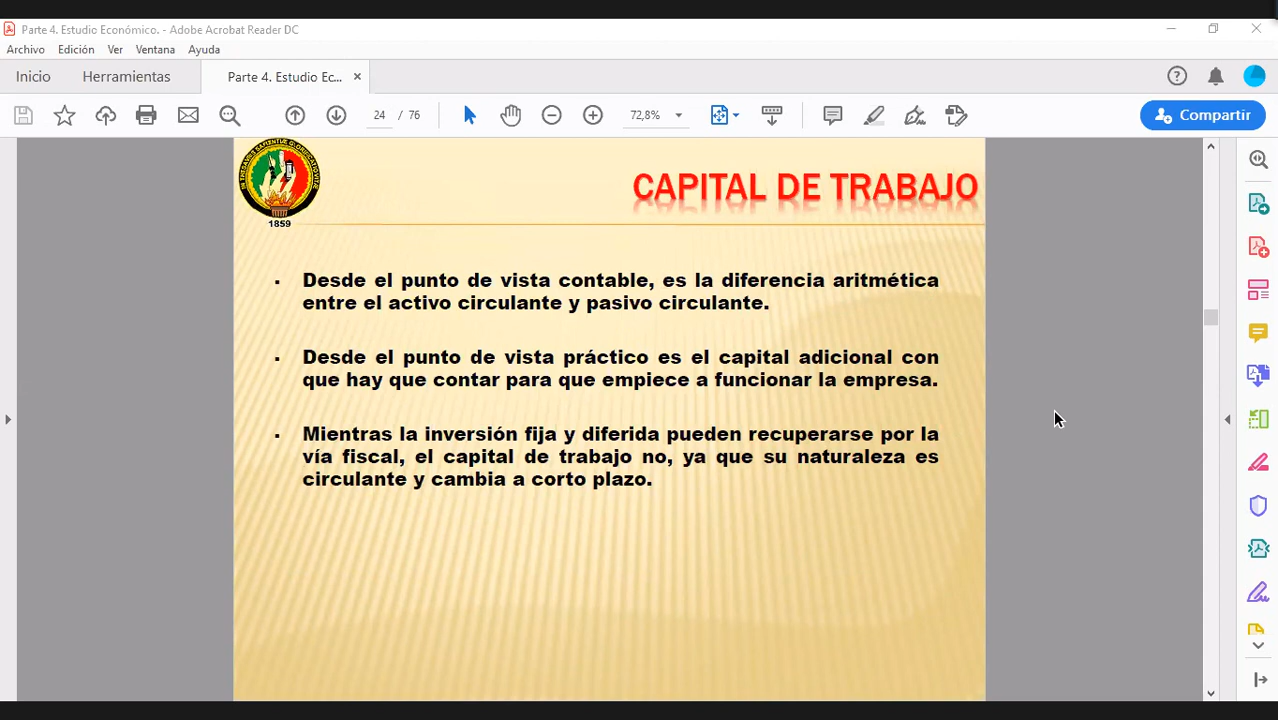 Parte 4. Estudio Económico. - Adobe Acrobat Reader DC
Archivo Edición Ver Ventana Ayuda
Inicio Herramientas Parte 4. Estudio Ec... ×
24 / 76 72,8% Compartir
1859
CAPITAL DE TRABAJO
▪ Desde el punto de vista contable, es la diferencia aritmética
entre el activo circulante y pasivo circulante.
▪ Desde el punto de vista práctico es el capital adicional con
que hay que contar para que empiece a funcionar la empresa.
▪ Mientras la inversión fija y diferida pueden recuperarse por la
vía fiscal, el capital de trabajo no, ya que su naturaleza es
circulante y cambia a corto plazo.